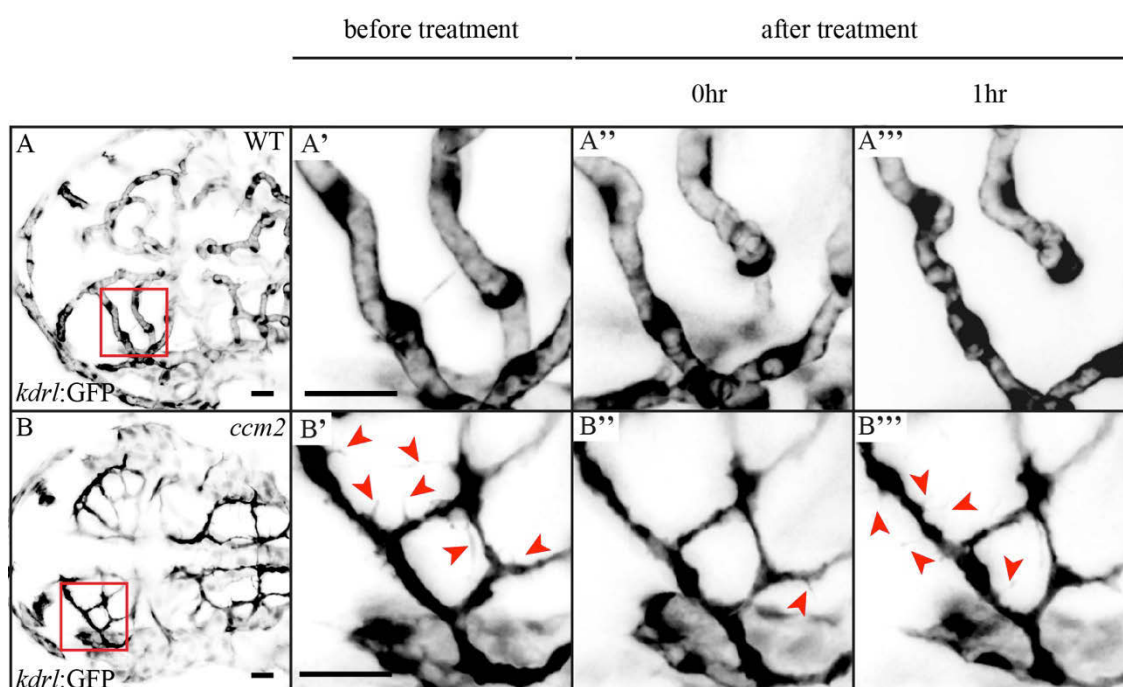 before treatment after treatment
0hr 1hr
A WT A’ A’’ A’’’
kdrl:GFP
B ccm2 B’ B’’ B’’’
kdrl:GFP